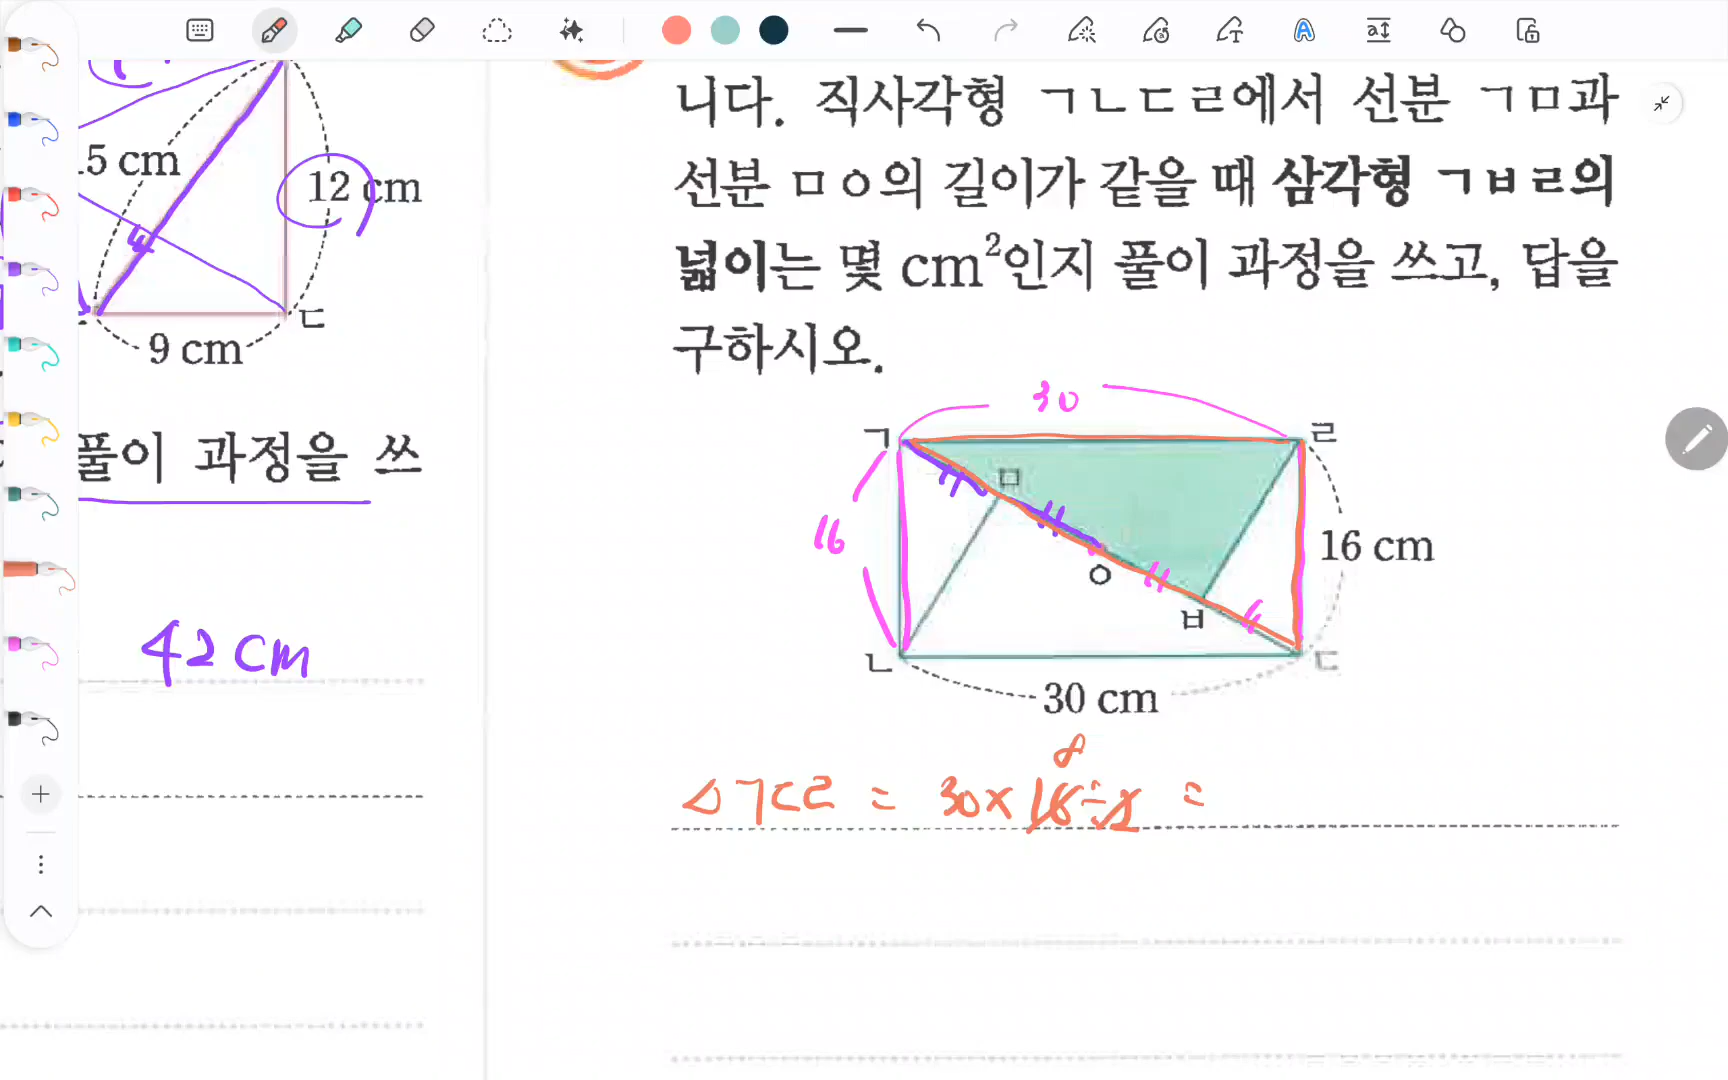 니다. 직사각형 ㄱㄴㄷㄹ에서 선분 ㄱㅁ과
선분 ㅁㅇ의 길이가 같을 때 삼각형 ㄱㅂㄹ의
넓이는 몇 cm²인지 풀이 과정을 쓰고, 답을
구하시오.
30
ㄱ ㄹ
ㅁ
16
ㅇ
16 cm
ㅂ
ㄴ ㄷ
30 cm
8
△ㄱㄷㄹ = 30×16÷2 =
5 cm
12 cm
ㄷ
9 cm
풀이 과정을 쓰
42 cm